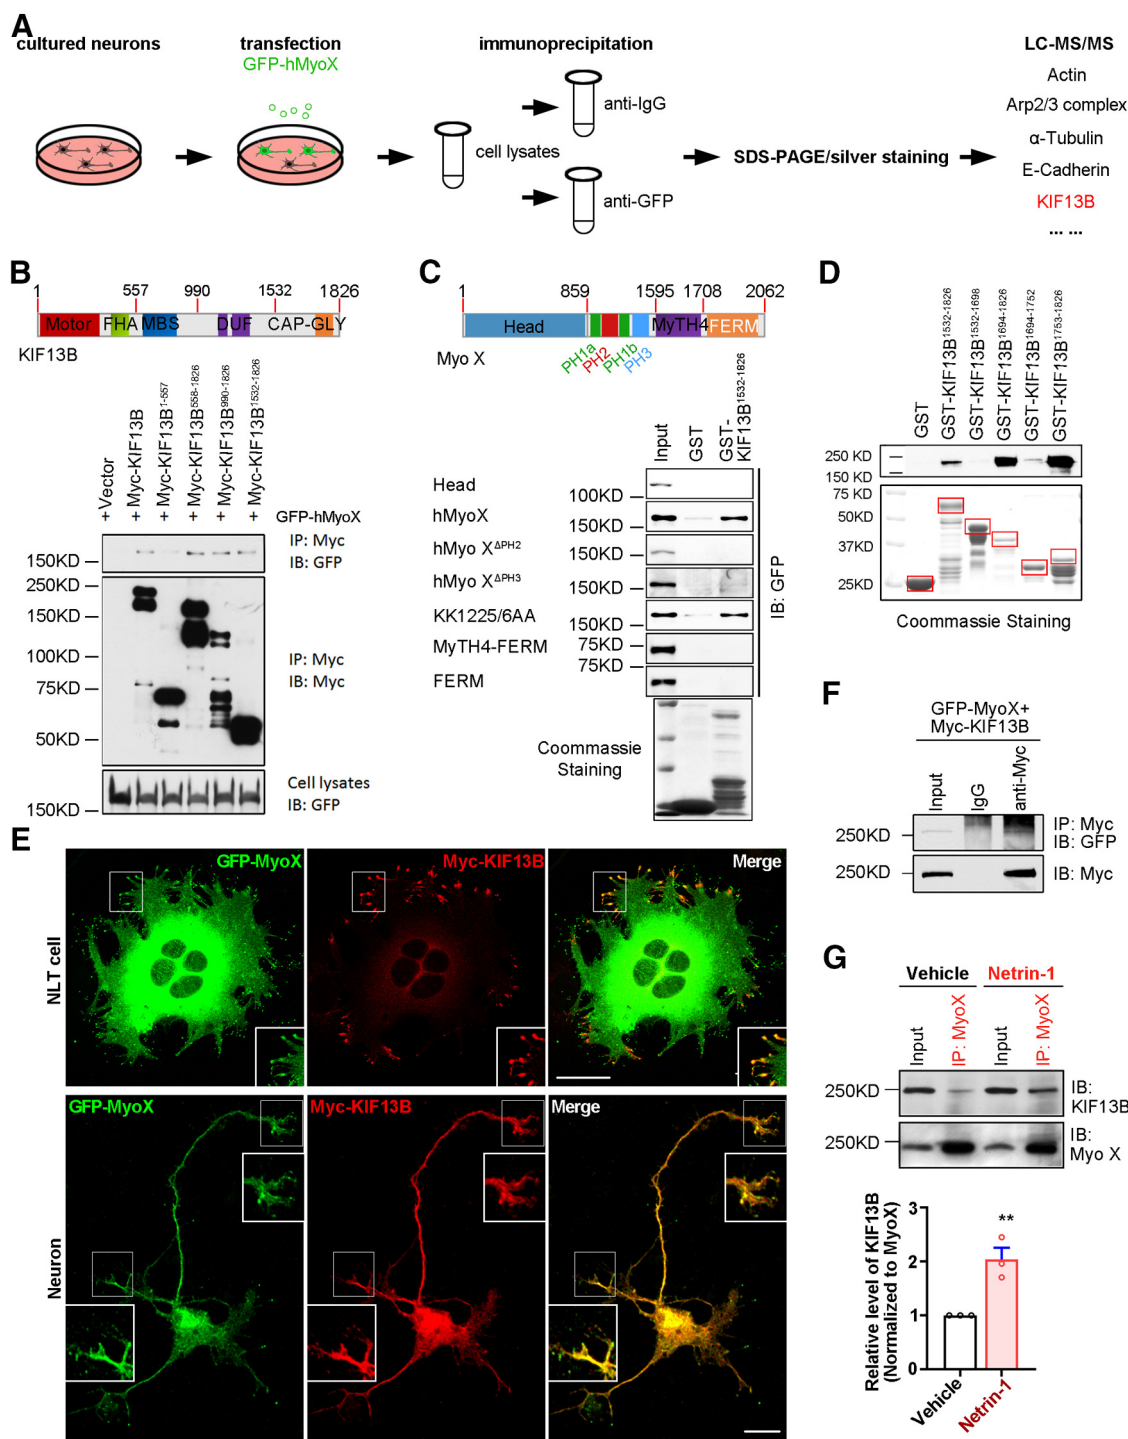 A
cultured neurons
transfection
GFP-hMyoX
immunoprecipitation
anti-IgG
cell lysates
anti-GFP
SDS-PAGE/silver staining
LC-MS/MS
Actin
Arp2/3 complex
α-Tubulin
E-Cadherin
KIF13B
... ...
B
1 557 990 1532 1826
Motor FHA MBS DUF CAP-GLY
KIF13B
+ Vector
+ Myc-KIF13B
+ Myc-KIF13B1-557
+ Myc-KIF13B558-1826
+ Myc-KIF13B990-1826
+ Myc-KIF13B1532-1826
GFP-hMyoX
150KD
IP: Myc
IB: GFP
250KD
150KD
100KD
75KD
50KD
IP: Myc
IB: Myc
150KD
Cell lysates
IB: GFP
C
1 859 1595 1708 2062
Head MyTH4 FERM
Myo X
PH1a PH2 PH1b PH3
Input
GST
GST-
KIF13B1532-1826
Head
100KD
hMyoX
150KD
hMyo XΔPH2
150KD
hMyo XΔPH3
150KD
KK1225/6AA
150KD
MyTH4-FERM
75KD
75KD
FERM
IB: GFP
Coommassie
Staining
D
GST
GST-KIF13B1532-1826
GST-KIF13B1532-1698
GST-KIF13B1694-1826
GST-KIF13B1694-1752
GST-KIF13B1753-1826
250 KD
150 KD
75 KD
50KD
37KD
25KD
Coommassie Staining
E
GFP-MyoX
Myc-KIF13B
Merge
NLT cell
GFP-MyoX
Myc-KIF13B
Merge
Neuron
F
GFP-MyoX+
Myc-KIF13B
Input
IgG
anti-Myc
250KD
IP: Myc
IB: GFP
250KD
IB: Myc
G
Vehicle
Netrin-1
Input
IP: MyoX
Input
IP: MyoX
250KD
IB:
KIF13B
250KD
IB:
Myo X
Relative level of KIF13B
(Normalized to MyoX)
3
2
1
0
**
Vehicle
Netrin-1